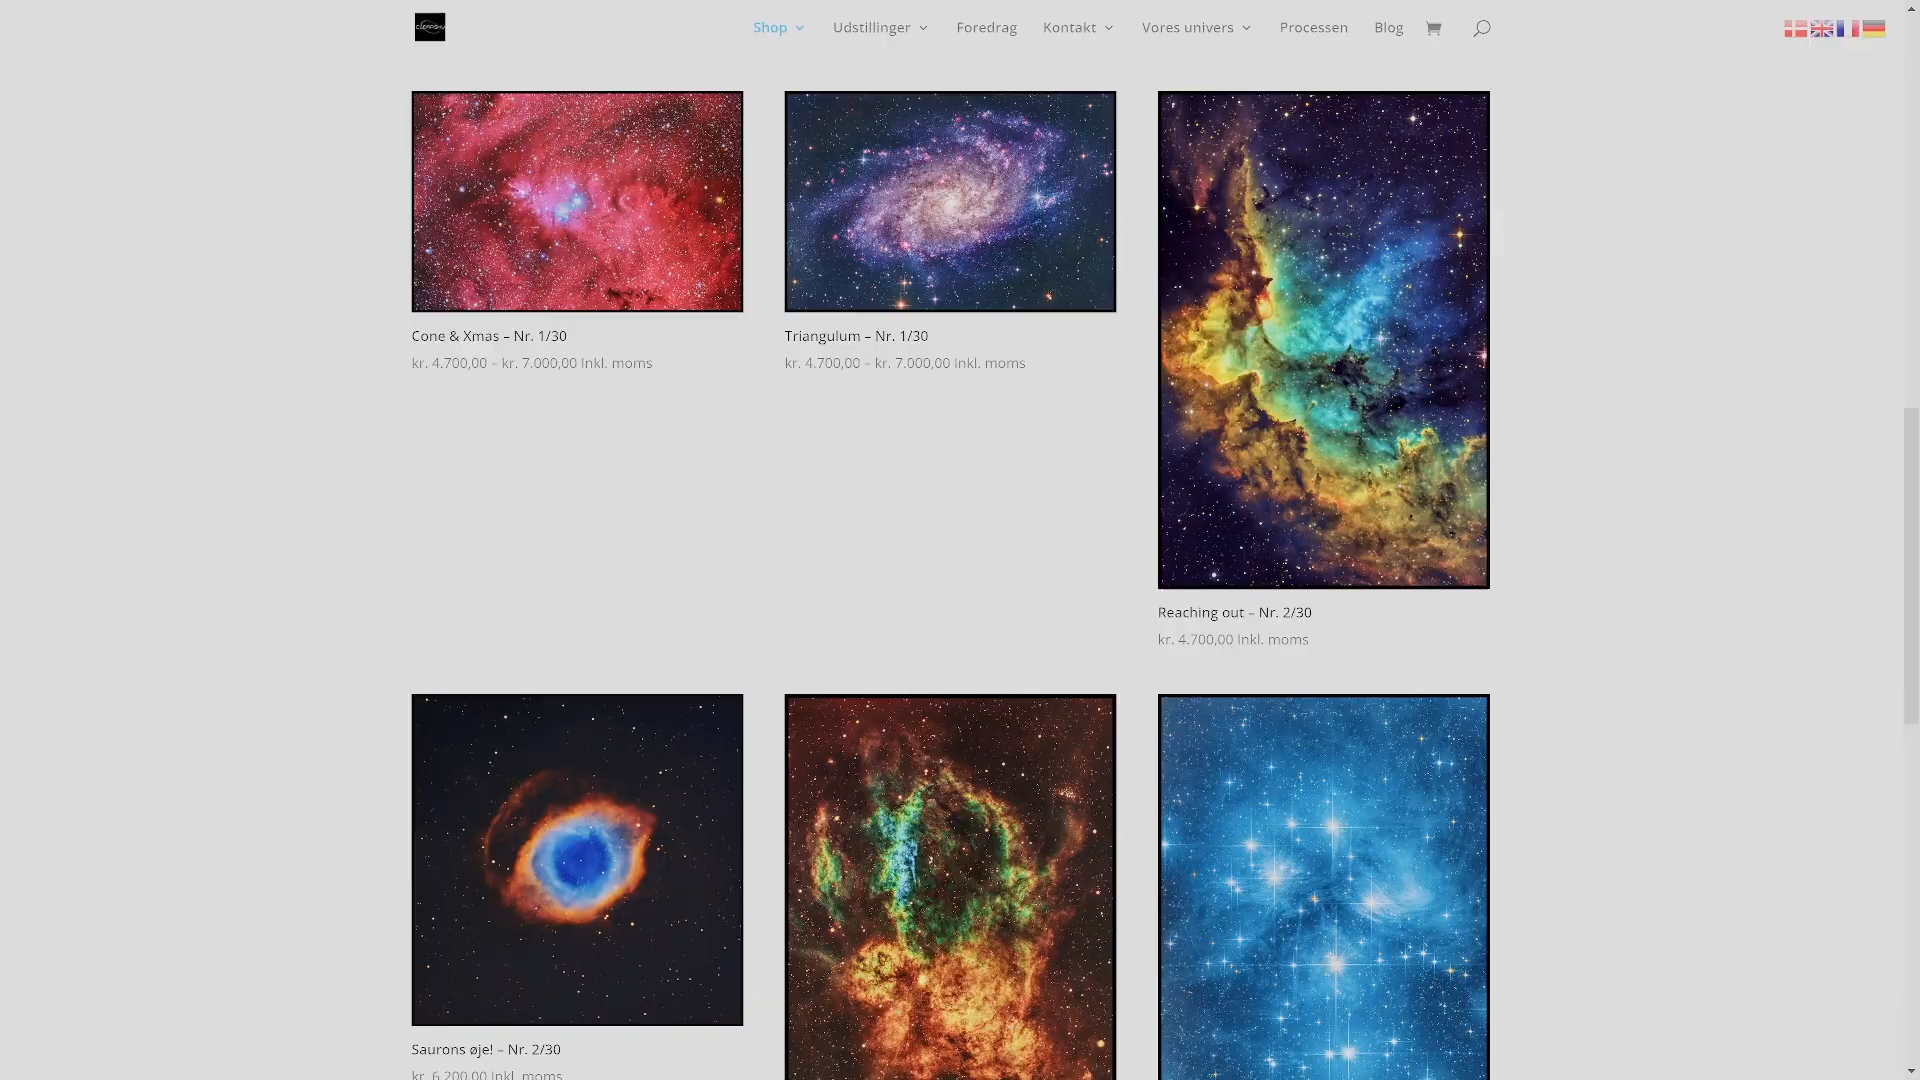 Shop
Udstillinger
Foredrag
Kontakt
Vores univers
Processen
Blog
Cone & Xmas – Nr. 1/30
kr. 4.700,00 – kr. 7.000,00 Inkl. moms
Triangulum – Nr. 1/30
kr. 4.700,00 – kr. 7.000,00 Inkl. moms
Reaching out – Nr. 2/30
kr. 4.700,00 Inkl. moms
Saurons øje! – Nr. 2/30
kr. 6.200,00 Inkl. moms